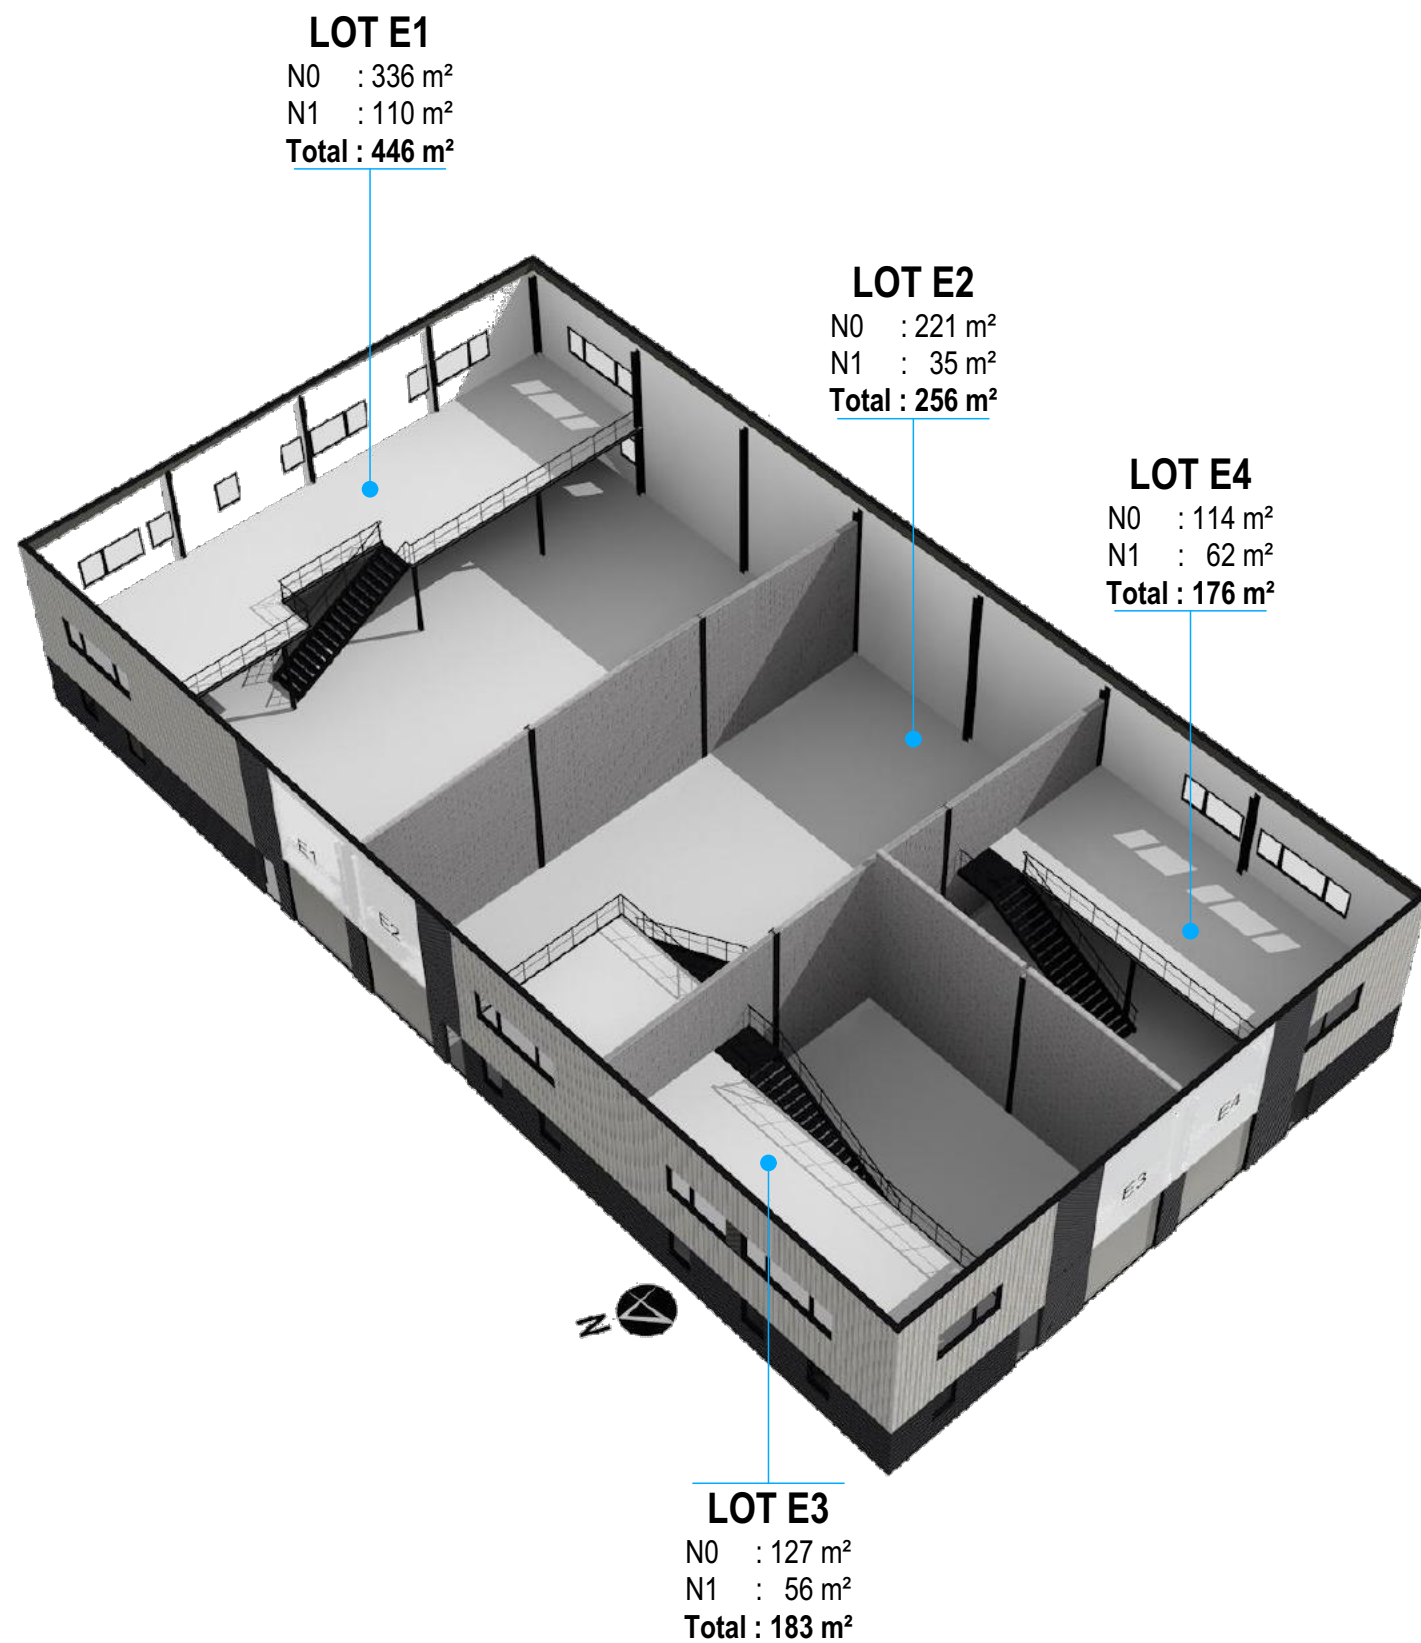 LOT E1
N0 : 336 m²
N1 : 110 m²
Total : 446 m²
LOT E2
N0 : 221 m²
N1 : 35 m²
Total : 256 m²
LOT E4
N0 : 114 m²
N1 : 62 m²
Total : 176 m²
E1
E2
E4
E3
N
LOT E3
N0 : 127 m²
N1 : 56 m²
Total : 183 m²